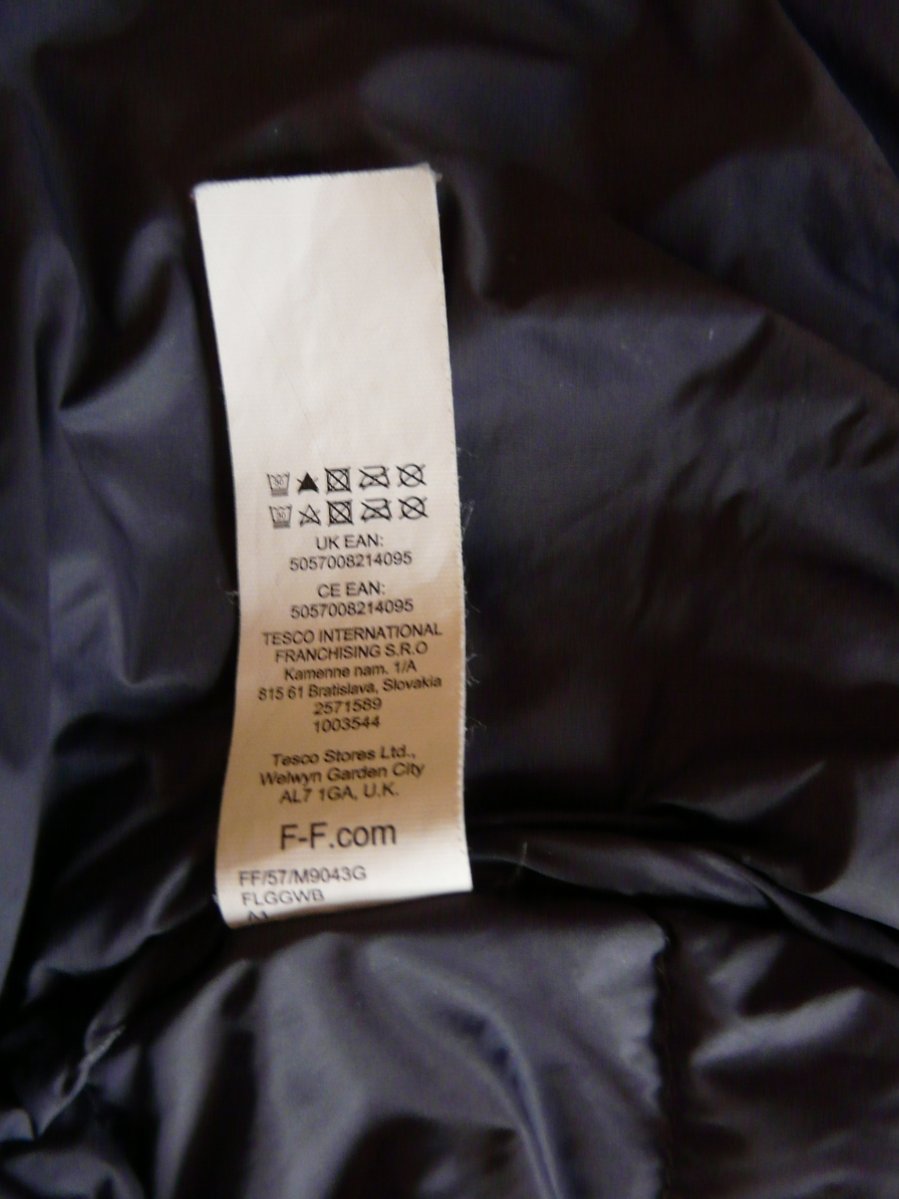 UK EAN:
5057008214095
CE EAN:
5057008214095
TESCO INTERNATIONAL
FRANCHISING S.R.O
Kamenne nam. 1/A
815 61 Bratislava, Slovakia
2571589
1003544
Tesco Stores Ltd.,
Welwyn Garden City
AL7 1GA, U.K.
F-F.com
FF/57/M9043G
FLGGWB